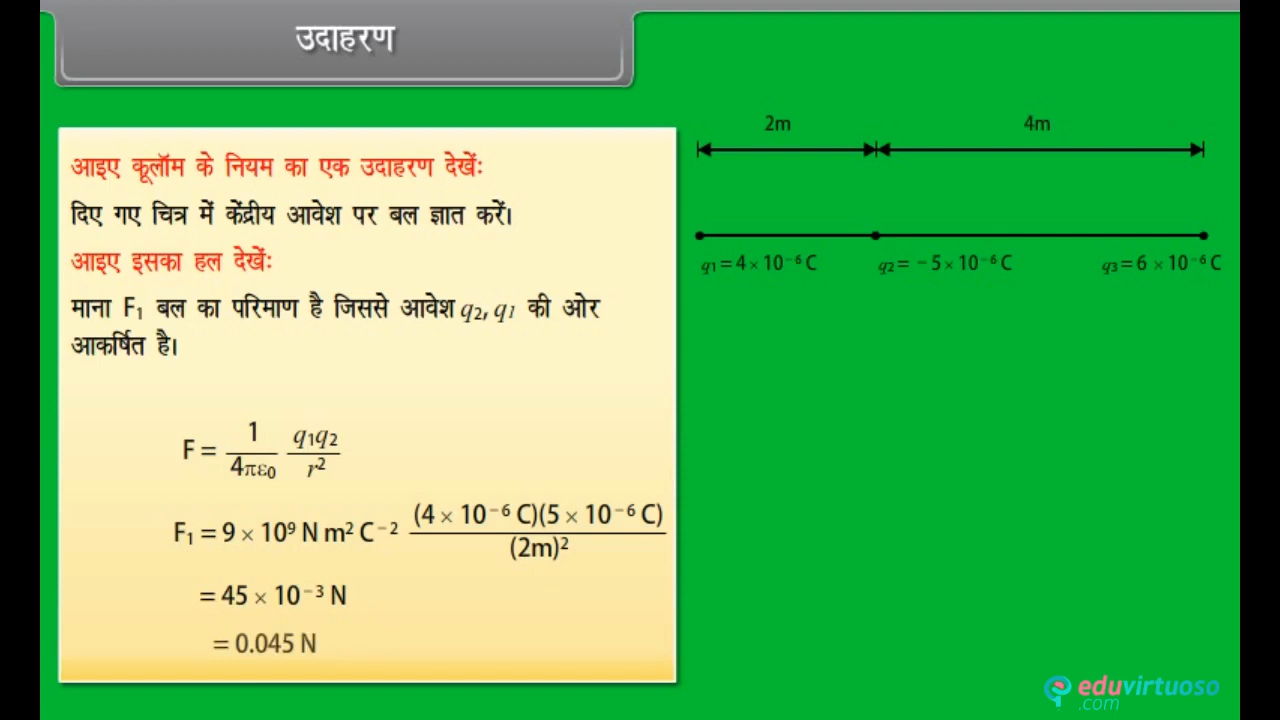 उदाहरण
आइए कूलॉम के नियम का एक उदाहरण देखें:
दिए गए चित्र में केंद्रीय आवेश पर बल ज्ञात करें।
आइए इसका हल देखें:
माना F₁ बल का परिमाण है जिससे आवेश q₂, q₁ की ओर
आकर्षित है।
F = 1/4πε₀ q₁q₂/r²
F₁ = 9 × 10⁹ N m² C⁻² (4 × 10⁻⁶ C)(5 × 10⁻⁶ C)/(2m)²
= 45 × 10⁻³ N
= 0.045 N
2m 4m
q₁ = 4 × 10⁻⁶ C q₂ = −5 × 10⁻⁶ C q₃ = 6 × 10⁻⁶ C
eduvirtuoso
.com